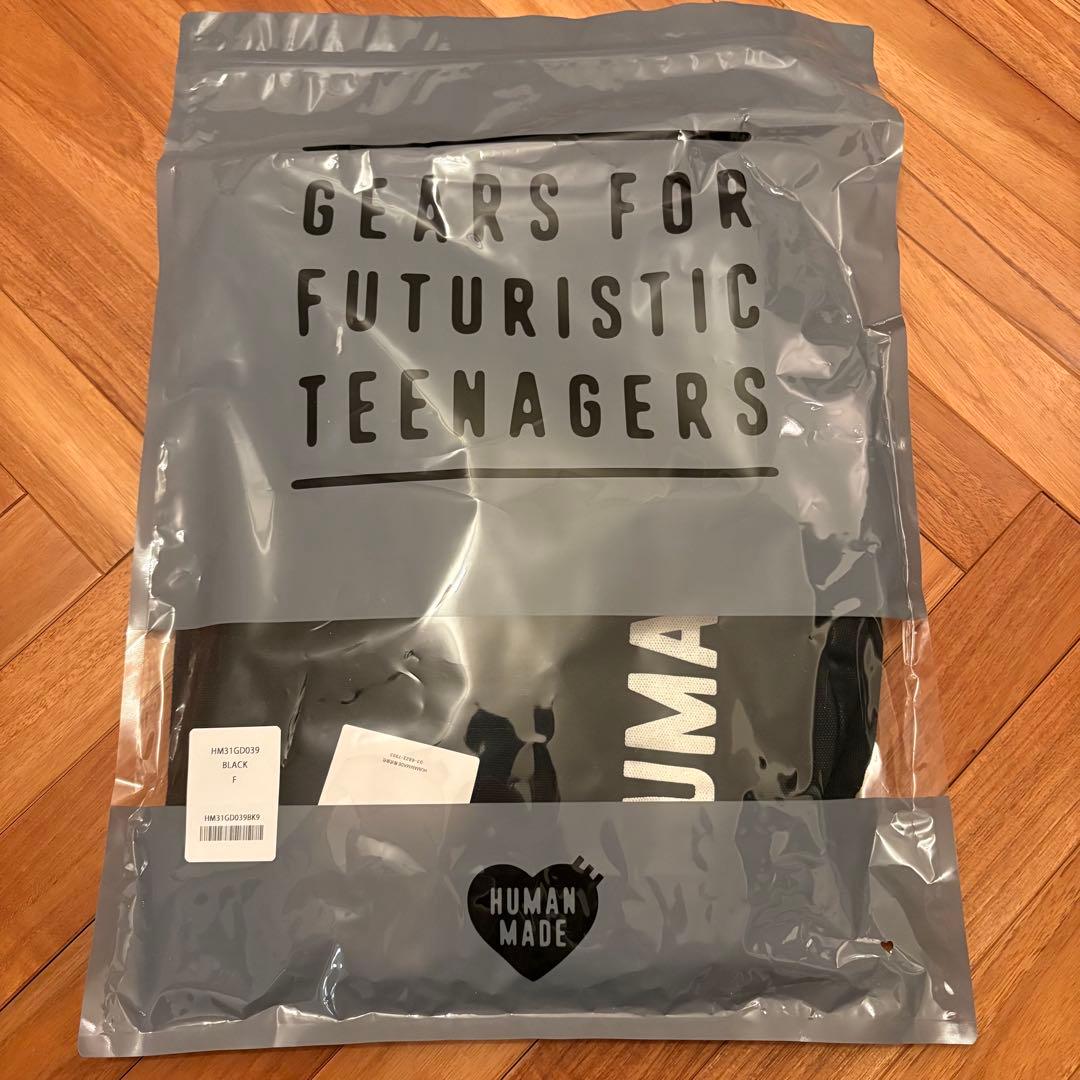 GEARS FOR
FUTURISTIC
TEENAGERS
UMA
HM31GD039
BLACK
F
HM31GD039BK9
HUMAN
MADE